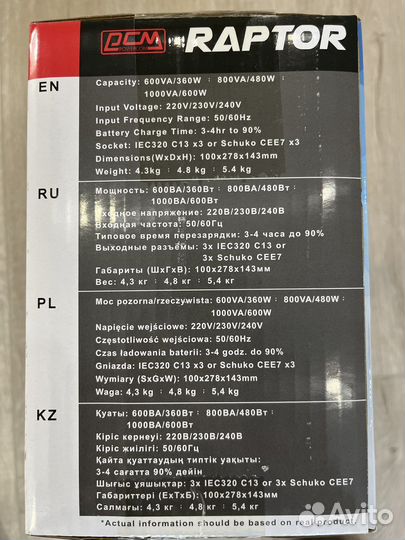 PCM
POWERCOM
RAPTOR
EN
Capacity: 600VA/360W : 800VA/480W :
1000VA/600W
Input Voltage: 220V/230V/240V
Input Frequency Range: 50/60Hz
Battery Charge Time: 3-4hr to 90%
Socket: IEC320 C13 x3 or Schuko CEE7 x3
Dimensions(WxDxH): 100x278x143mm
Weight: 4.3kg : 4.8 kg : 5.4 kg
RU
Мощность: 600ВА/360Вт : 800ВА/480Вт :
1000ВА/600Вт
Входное напряжение: 220В/230В/240В
Входная частота: 50/60Гц
Типовое время перезарядки: 3-4 часа до 90%
Выходные разъемы: 3x IEC320 C13 or
3x Schuko CEE7
Габариты (ШхГхВ): 100x278x143мм
Вес: 4,3 кг : 4,8 кг : 5,4 кг
PL
Moc pozorna/rzeczywista: 600VA/360W : 800VA/480W :
1000VA/600W
Napięcie wejściowe: 220V/230V/240V
Częstotliwość wejściowa: 50/60Hz
Czas ładowania baterii: 3-4 godz. do 90%
Gniazda: IEC320 C13 x3 or Schuko CEE7 x3
Wymiary (SxGxW): 100x278x143mm
Waga: 4,3 kg : 4,8 kg : 5,4 kg
KZ
Қуаты: 600ВА/360Вт : 800ВА/480Вт :
1000ВА/600Вт
Кіріс кернеуі: 220В/230В/240В
Кіріс жиілігі: 50/60Гц
Қайта қуаттаудың типтік уақыты:
3-4 сағатта 90% дейін
Шығыс ұяшықтар: 3x IEC320 C13 or 3x Schuko CEE7
Габариттері (ЕхТхБ): 100x278x143мм
Салмағы: 4,3 кг : 4,8 кг : 5,4 кг
*Actual information should be based on real product.
Avito